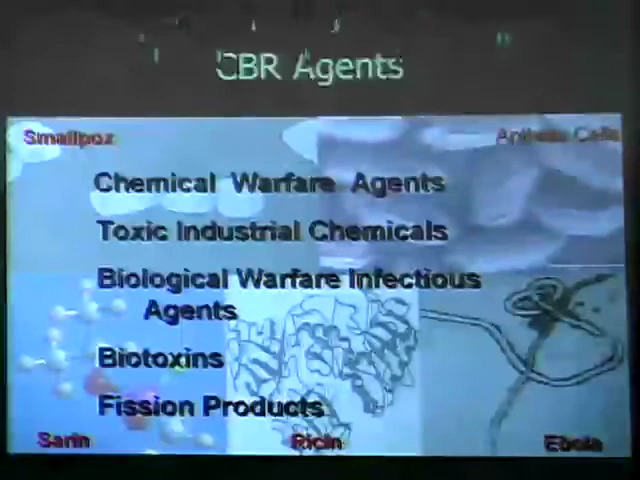 CBR Agents
Smallpox
Cells
Chemical Warfare Agents
Toxic Industrial Chemicals
Biological Warfare Infectious
Agents
Biotoxins
Fission Products
Sarin
Ricin
Ebola